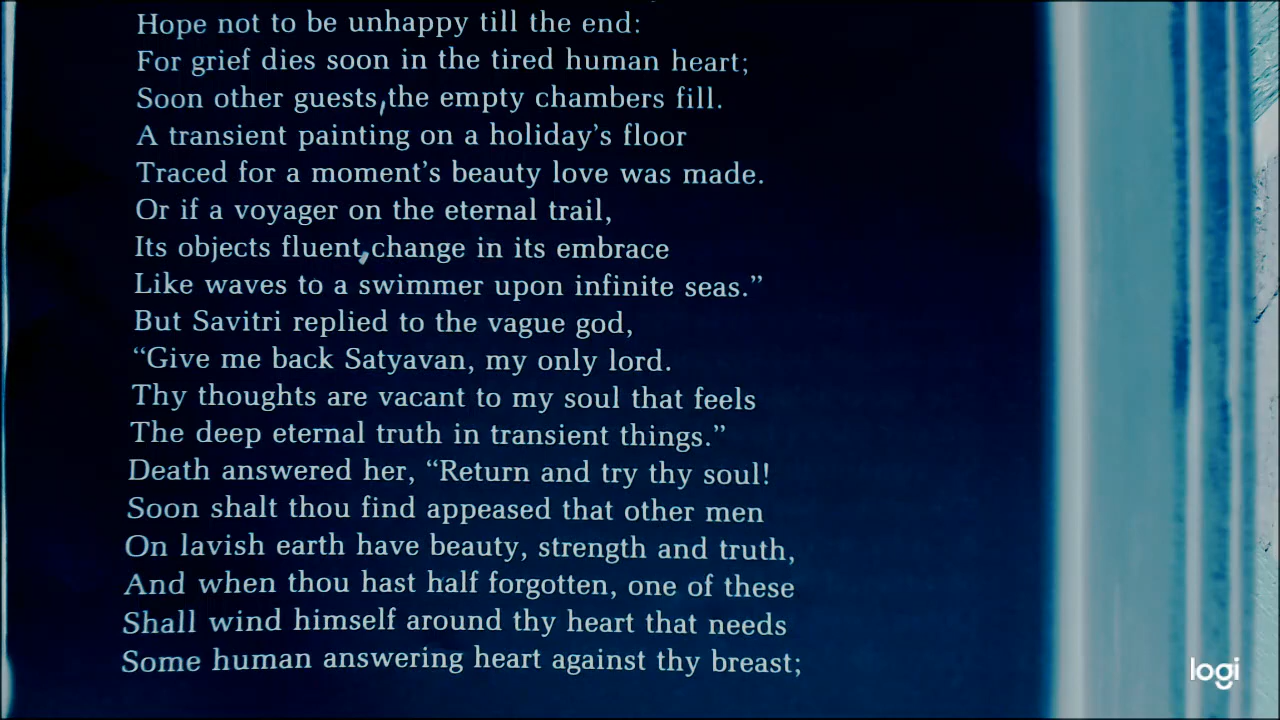 Hope not to be unhappy till the end:
For grief dies soon in the tired human heart;
Soon other guests, the empty chambers fill.
A transient painting on a holiday's floor
Traced for a moment's beauty love was made.
Or if a voyager on the eternal trail,
Its objects fluent, change in its embrace
Like waves to a swimmer upon infinite seas.”
But Savitri replied to the vague god,
“Give me back Satyavan, my only lord.
Thy thoughts are vacant to my soul that feels
The deep eternal truth in transient things.”
Death answered her, “Return and try thy soul!
Soon shalt thou find appeased that other men
On lavish earth have beauty, strength and truth,
And when thou hast half forgotten, one of these
Shall wind himself around thy heart that needs
Some human answering heart against thy breast;
logi